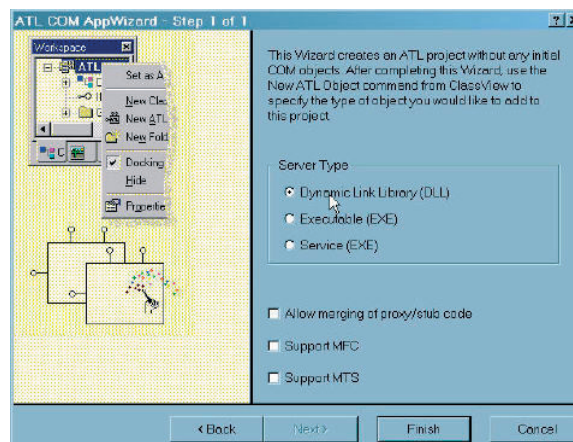 ATL COM AppWizard - Step 1 of 1
Workspace
ATL
Set as A
New Clas
New ATL
New Fold
Docking
Hide
Propertie
This Wizard creates an ATL project without any initial
COM objects. After completing this Wizard, use the
New ATL Object command from ClassView to
specify the type of object you would like to add to
this project.
Server Type
Dynamic Link Library (DLL)
Executable (EXE)
Service (EXE)
Allow merging of proxy/stub code
Support MFC
Support MTS
< Back
Next >
Finish
Cancel